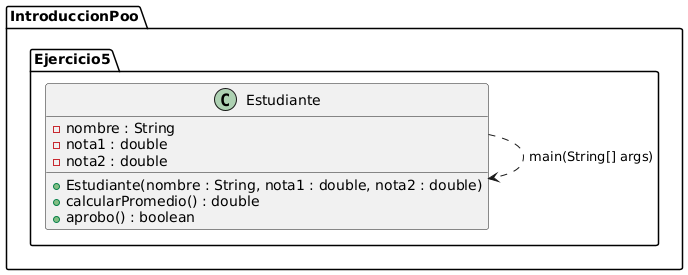 IntroduccionPoo
Ejercicio5
C Estudiante
nombre : String
nota1 : double
nota2 : double
Estudiante(nombre : String, nota1 : double, nota2 : double)
calcularPromedio() : double
aprobo() : boolean
main(String[] args)